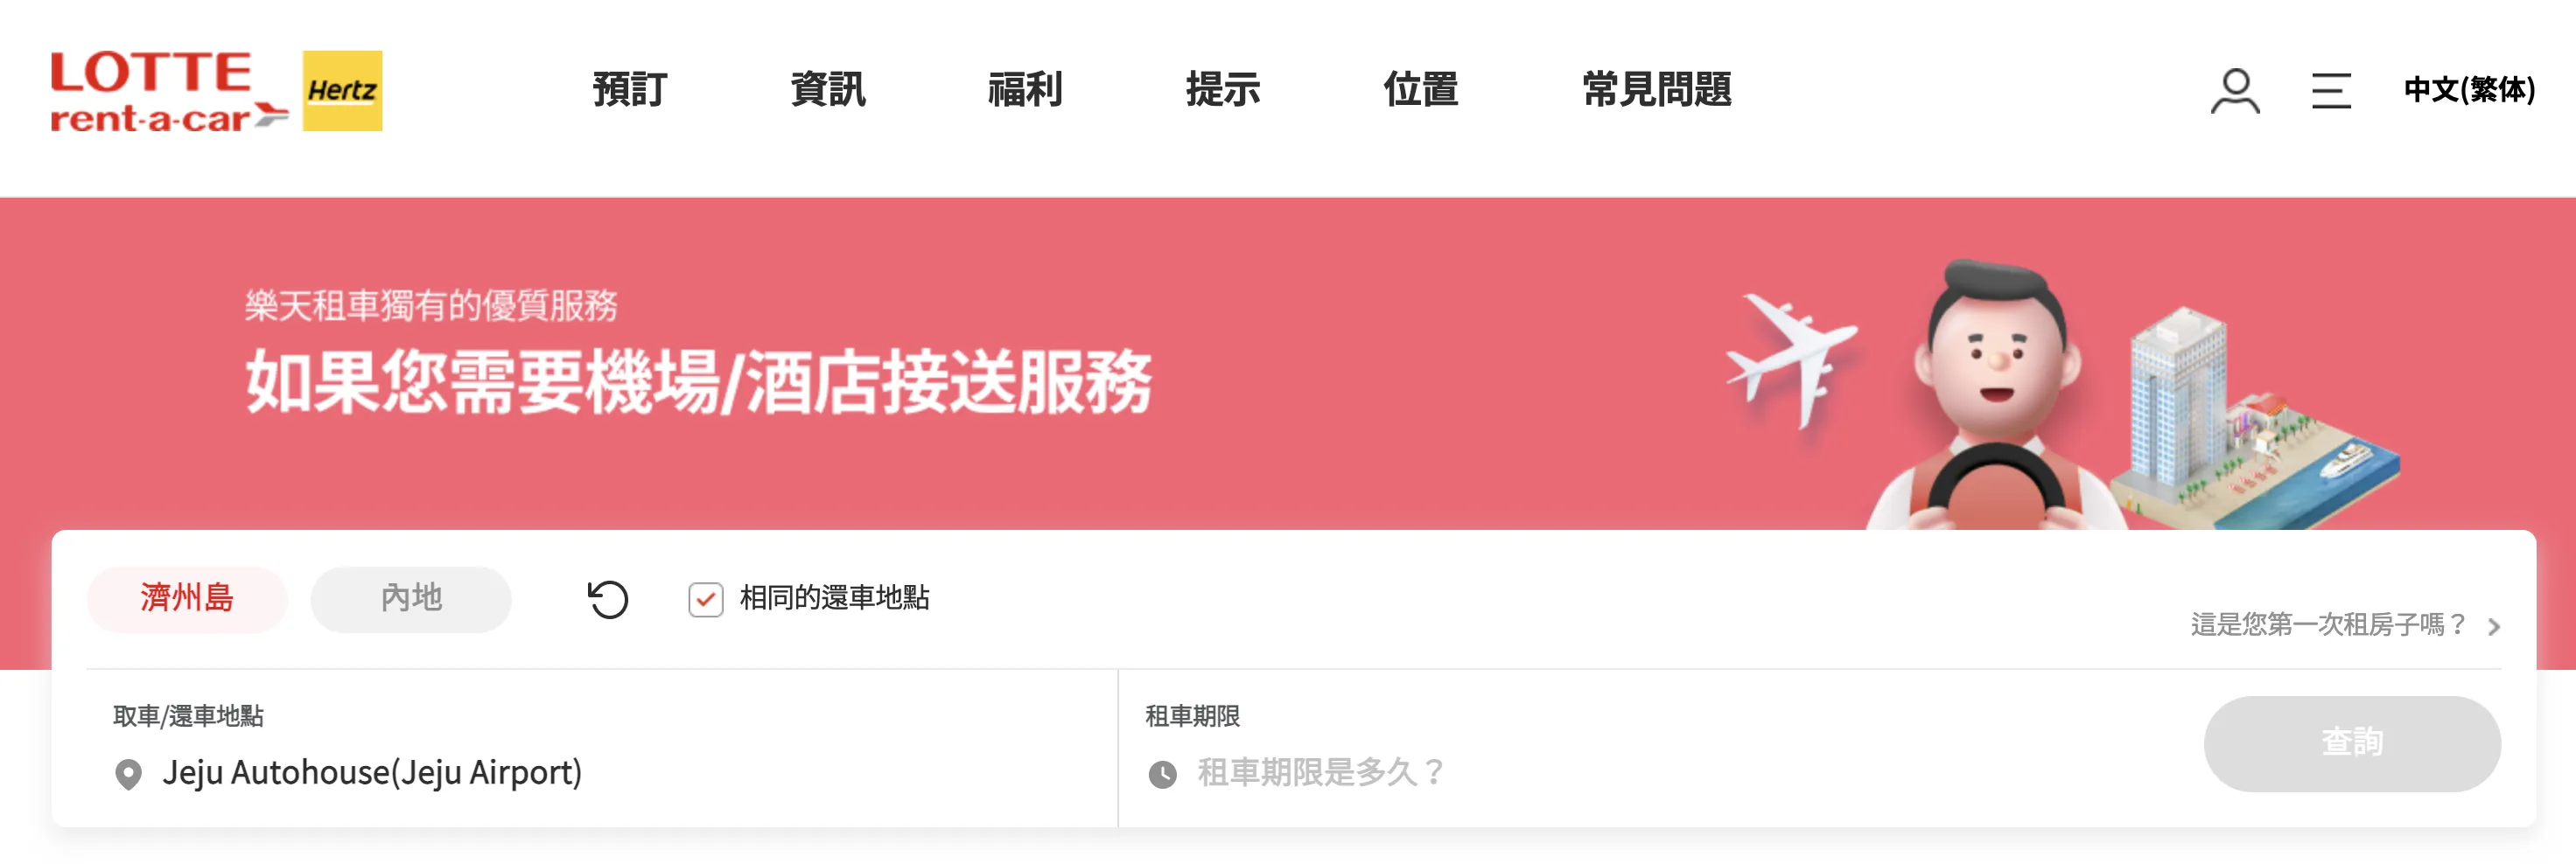 LOTTE
rent-a-car
Hertz
預訂
資訊
福利
提示
位置
常見問題
中文(繁体)
樂天租車獨有的優質服務
如果您需要機場/酒店接送服務
濟州島
內地
相同的還車地點
這是您第一次租房子嗎？
取車/還車地點
Jeju Autohouse(Jeju Airport)
租車期限
租車期限是多久？
查詢